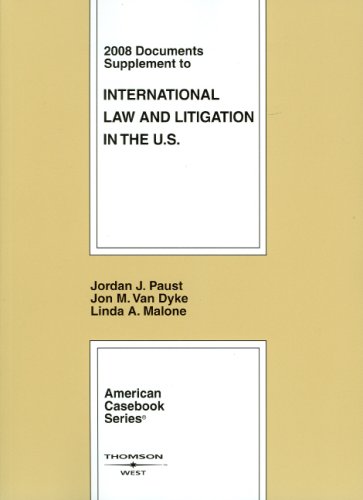 2008 Documents
Supplement to
INTERNATIONAL
LAW AND LITIGATION
IN THE U.S.
Jordan J. Paust
Jon M. Van Dyke
Linda A. Malone
American
Casebook
Series®
THOMSON
WEST